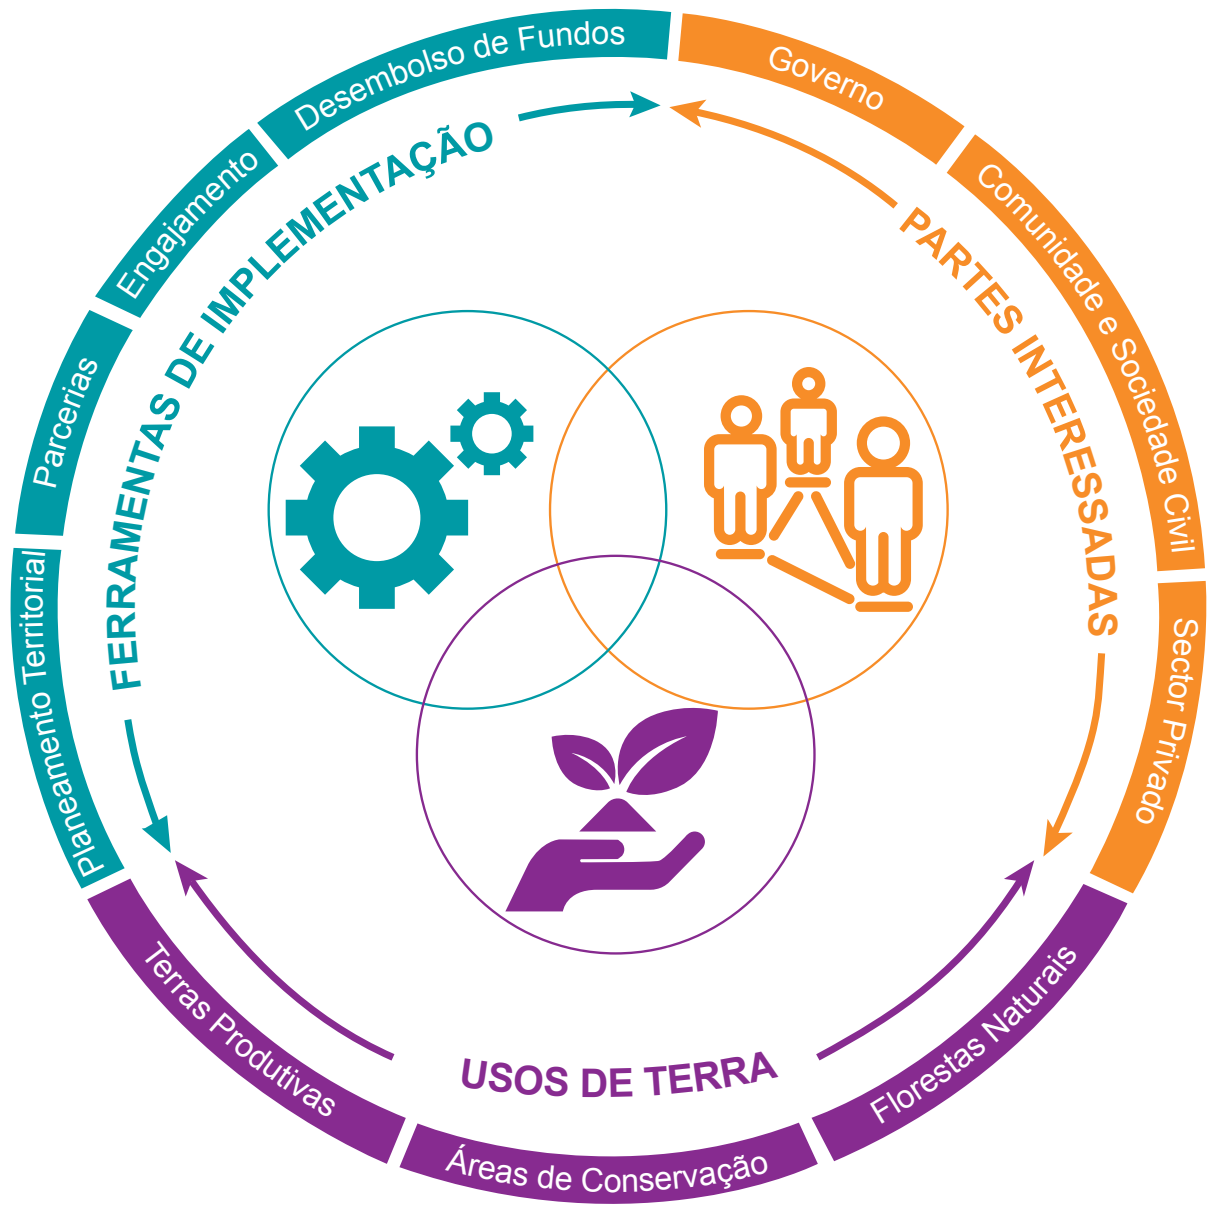 Desembolso de Fundos
Engajamento
Parcerias
Planeamento Territorial
FERRAMENTAS DE IMPLEMENTAÇÃO
Governo
Comunidade e Sociedade Civil
Sector Privado
PARTES INTERESSADAS
USOS DE TERRA
Terras Produtivas
Áreas de Conservação
Florestas Naturais